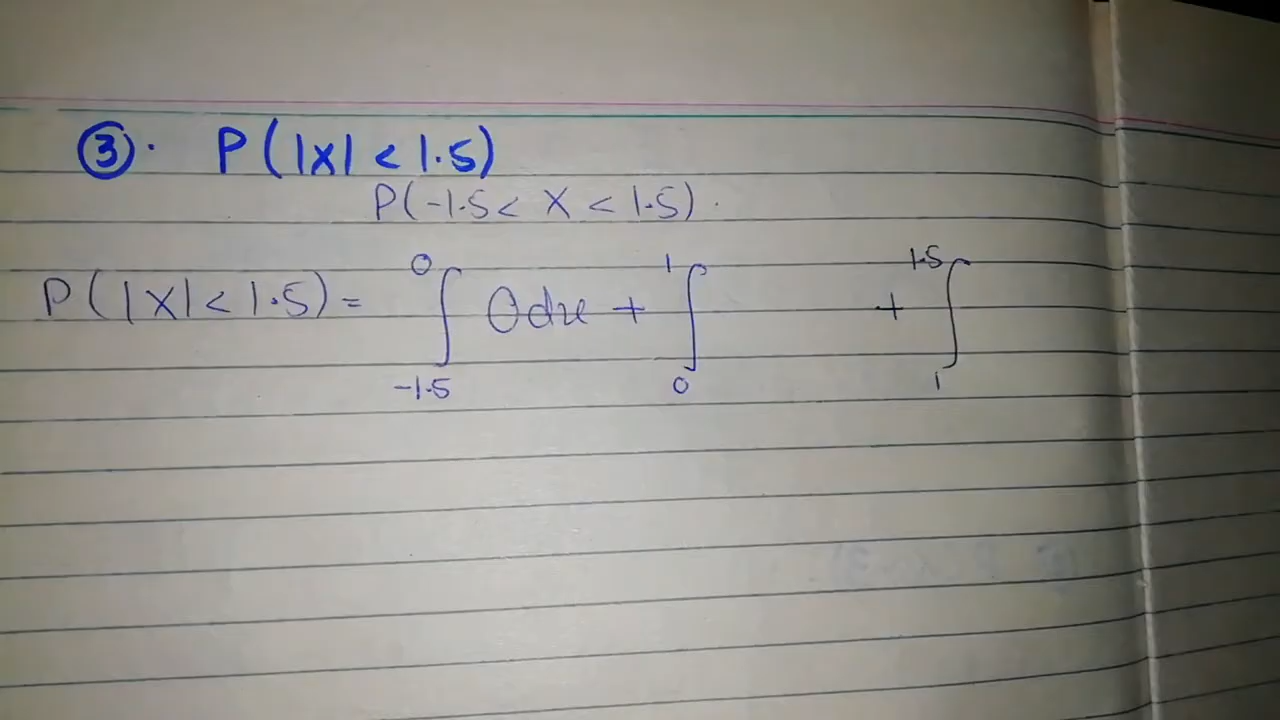 ③. P(|X| < 1.5)
P(-1.5 < X < 1.5).
P(|X| < 1.5) = ∫_{-1.5}^{0} 0dx + ∫_{0}^{1} + ∫_{1}^{1.5}